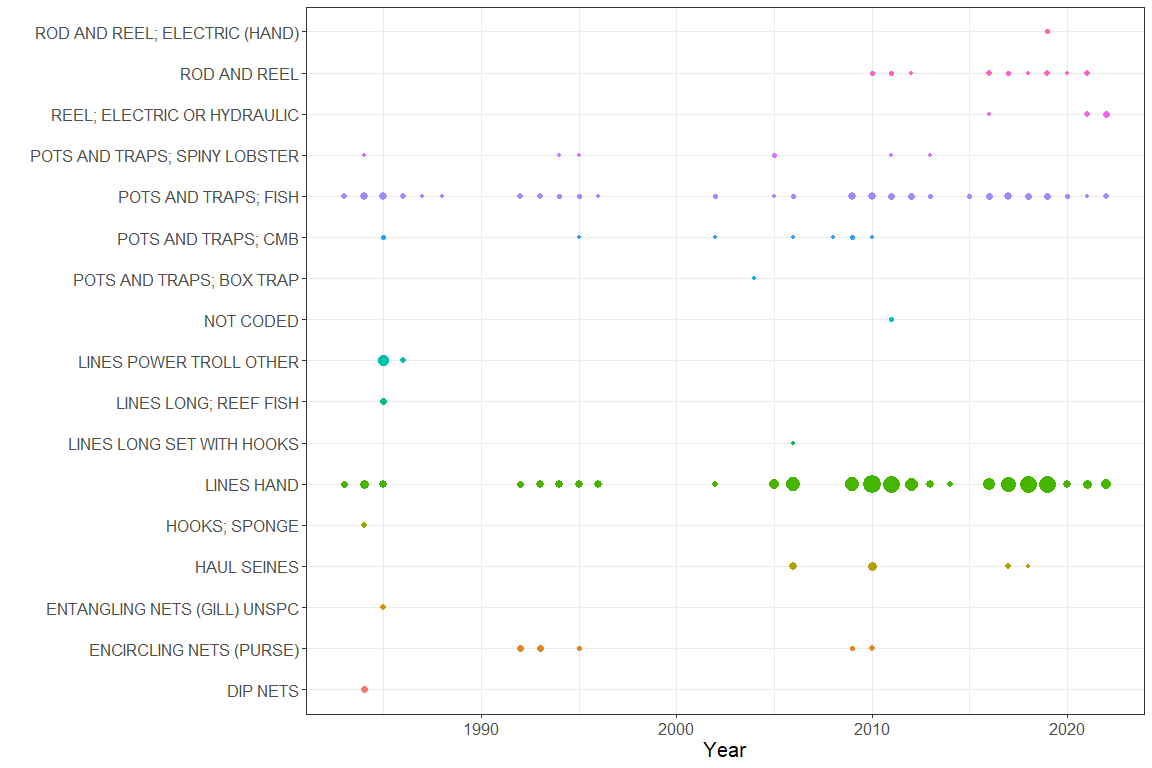 ROD AND REEL; ELECTRIC (HAND)
ROD AND REEL
REEL; ELECTRIC OR HYDRAULIC
POTS AND TRAPS; SPINY LOBSTER
POTS AND TRAPS; FISH
POTS AND TRAPS; CMB
POTS AND TRAPS; BOX TRAP
NOT CODED
LINES POWER TROLL OTHER
LINES LONG; REEF FISH
LINES LONG SET WITH HOOKS
LINES HAND
HOOKS; SPONGE
HAUL SEINES
ENTANGLING NETS (GILL) UNSPC
ENCIRCLING NETS (PURSE)
DIP NETS
1990 2000 2010 2020
Year